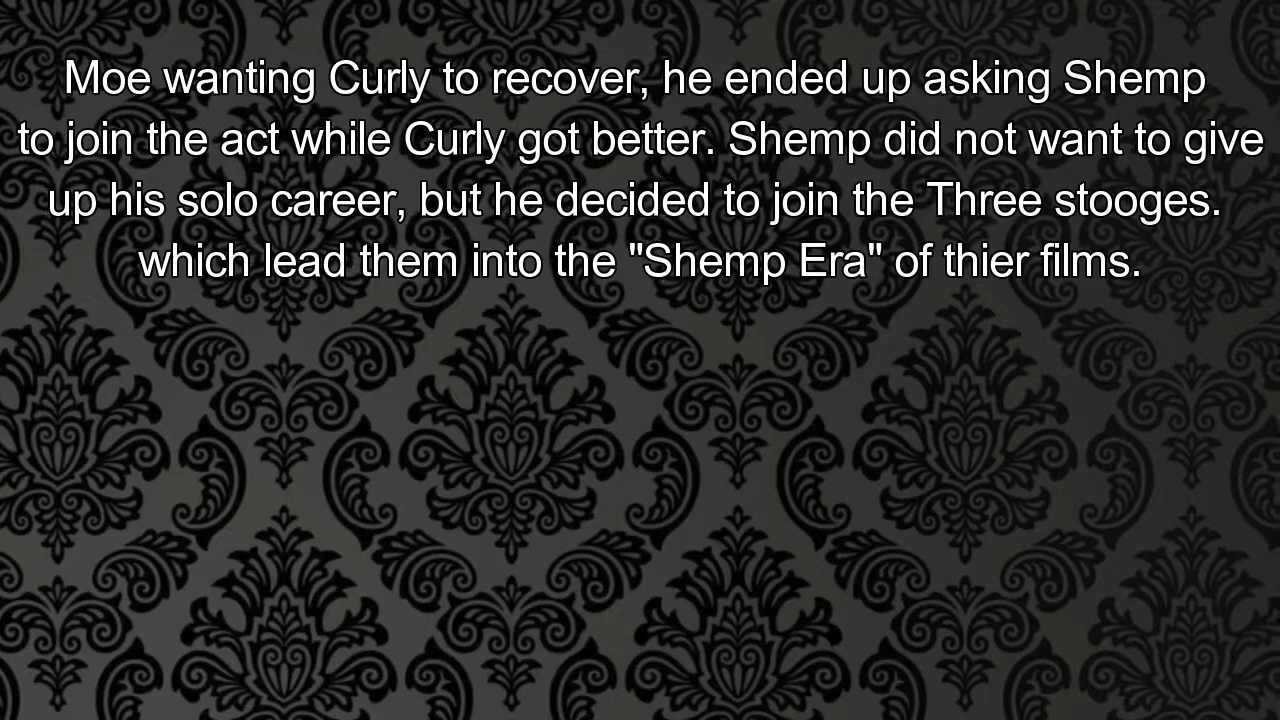 Moe wanting Curly to recover, he ended up asking Shemp
to join the act while Curly got better. Shemp did not want to give
up his solo career, but he decided to join the Three stooges.
which lead them into the "Shemp Era" of thier films.